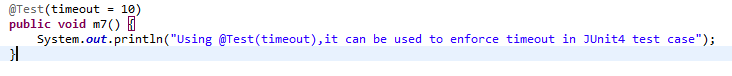 @Test(timeout = 10)
public void m7() {
    System.out.println("Using @Test(timeout),it can be used to enforce timeout in JUnit4 test case");
}